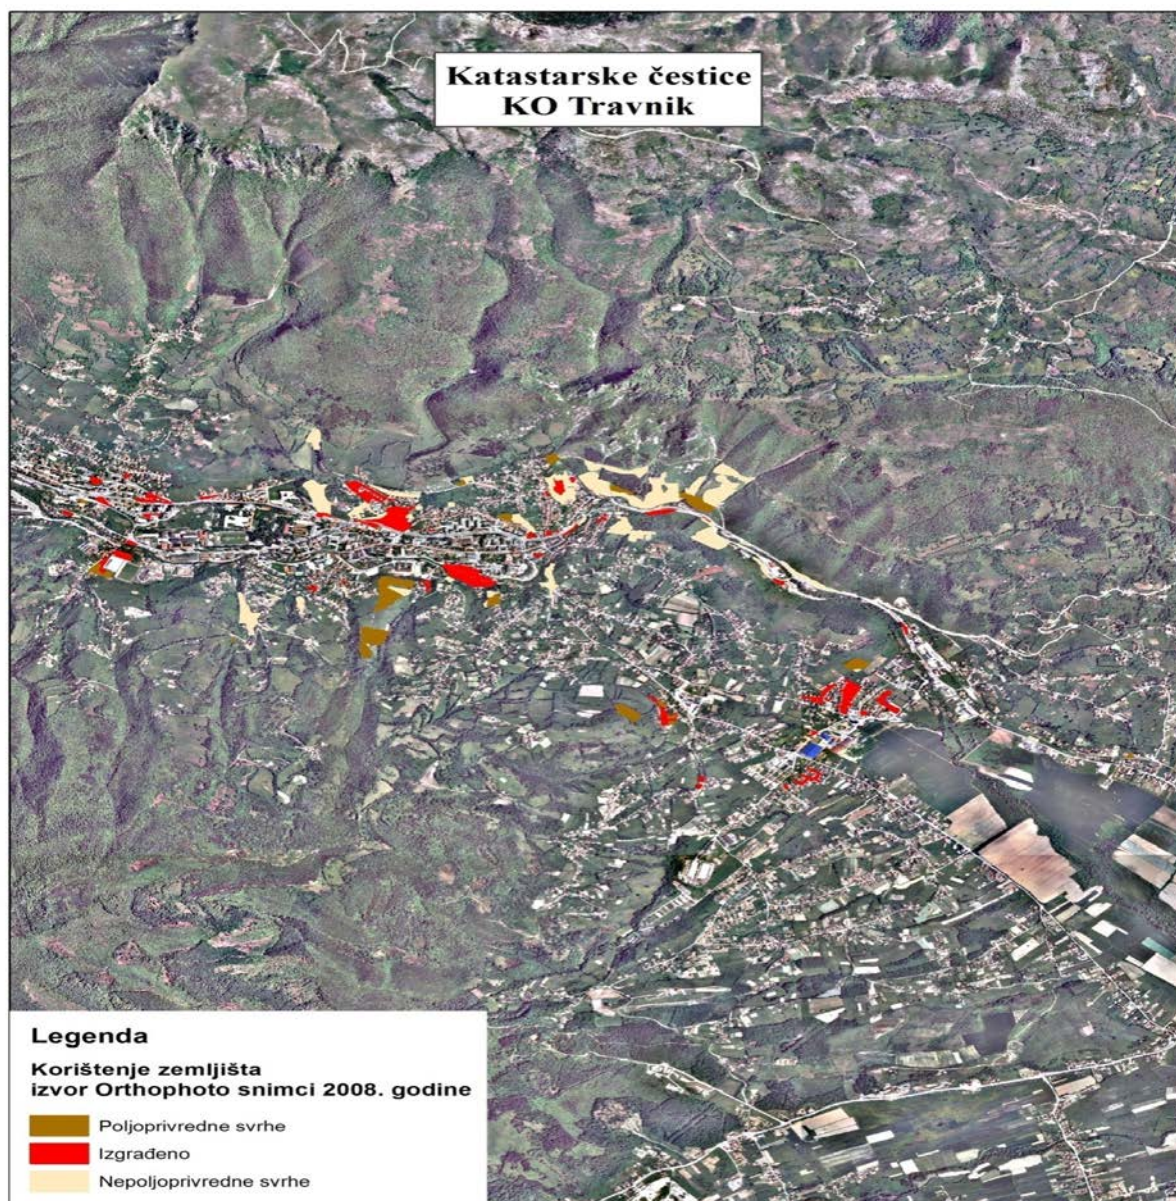 Katastarske čestice
KO Travnik
Legenda
Korištenje zemljišta
izvor Orthophoto snimci 2008. godine
Poljoprivredne svrhe
Izgrađeno
Nepoljoprivredne svrhe